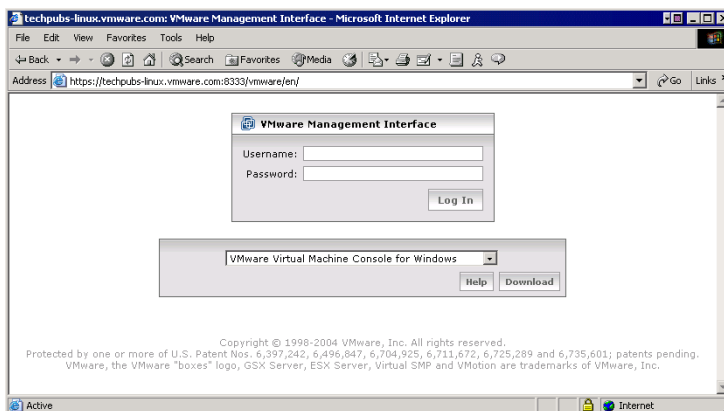 techpubs-linux.vmware.com: VMware Management Interface - Microsoft Internet Explorer
File Edit View Favorites Tools Help
Back Search Favorites Media
Address https://techpubs-linux.vmware.com:8333/vmware/en/ Go Links
VMware Management Interface
Username:
Password:
Log In
VMware Virtual Machine Console for Windows
Help Download
Copyright © 1998-2004 VMware, Inc. All rights reserved.
Protected by one or more of U.S. Patent Nos. 6,397,242, 6,496,847, 6,704,925, 6,711,672, 6,725,289 and 6,735,601; patents pending.
VMware, the VMware "boxes" logo, GSX Server, ESX Server, Virtual SMP and VMotion are trademarks of VMware, Inc.
Active Internet